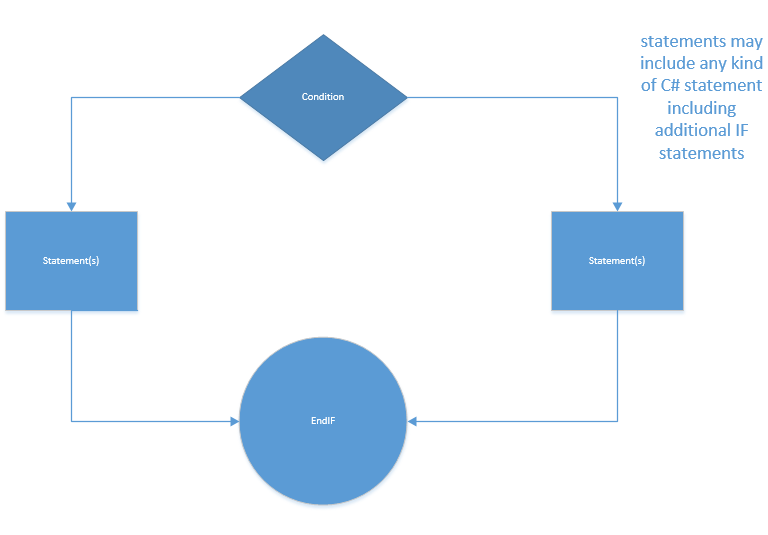 Condition
statements may
include any kind
of C# statement
including
additional IF
statements
Statement(s)
Statement(s)
EndIF